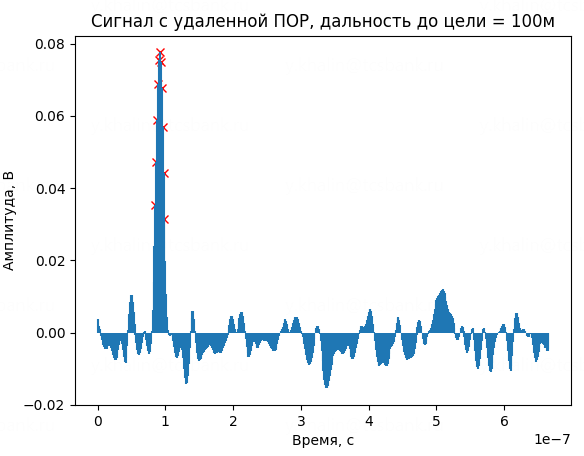 Сигнал с удаленной ПОР, дальность до цели = 100м
Амплитуда, В
0.08
0.06
0.04
0.02
0.00
−0.02
0 1 2 3 4 5 6
1e−7
Время, с